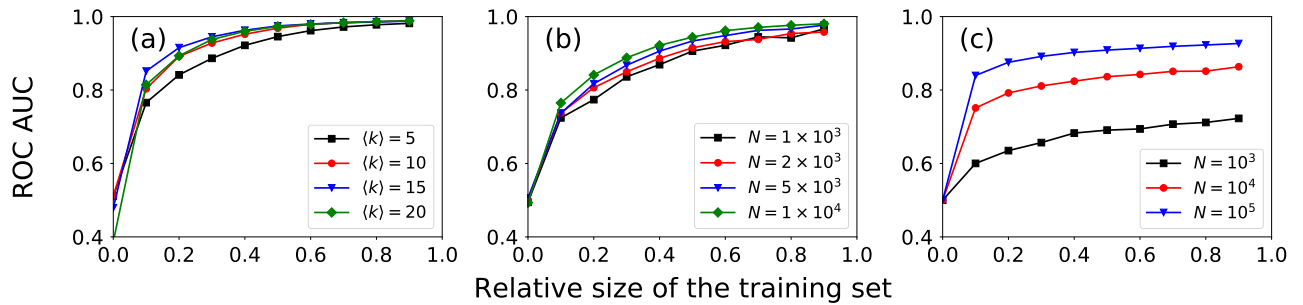 ROC AUC
(a)
1.0
0.8
0.6
0.4
0.0 0.2 0.4 0.6 0.8 1.0
⟨k⟩ = 5
⟨k⟩ = 10
⟨k⟩ = 15
⟨k⟩ = 20
(b)
1.0
0.8
0.6
0.4
0.0 0.2 0.4 0.6 0.8 1.0
N = 1 × 10³
N = 2 × 10³
N = 5 × 10³
N = 1 × 10⁴
(c)
1.0
0.8
0.6
0.4
0.0 0.2 0.4 0.6 0.8 1.0
N = 10³
N = 10⁴
N = 10⁵
Relative size of the training set